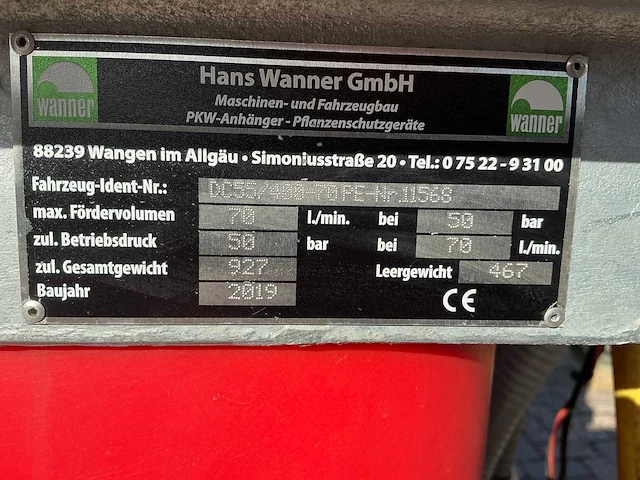 wanner
Hans Wanner GmbH
Maschinen- und Fahrzeugbau
PKW-Anhänger - Pflanzenschutzgeräte
wanner
88239 Wangen im Allgäu • Simoniusstraße 20 • Tel.: 0 75 22 - 9 31 00
Fahrzeug-Ident-Nr.: DC55/400-70 PE-Nr.11568
max. Fördervolumen 70 l./min. bei 50 bar
zul. Betriebsdruck 50 bar bei 70 l./min.
zul. Gesamtgewicht 927 Leergewicht 467
Baujahr 2019 CE